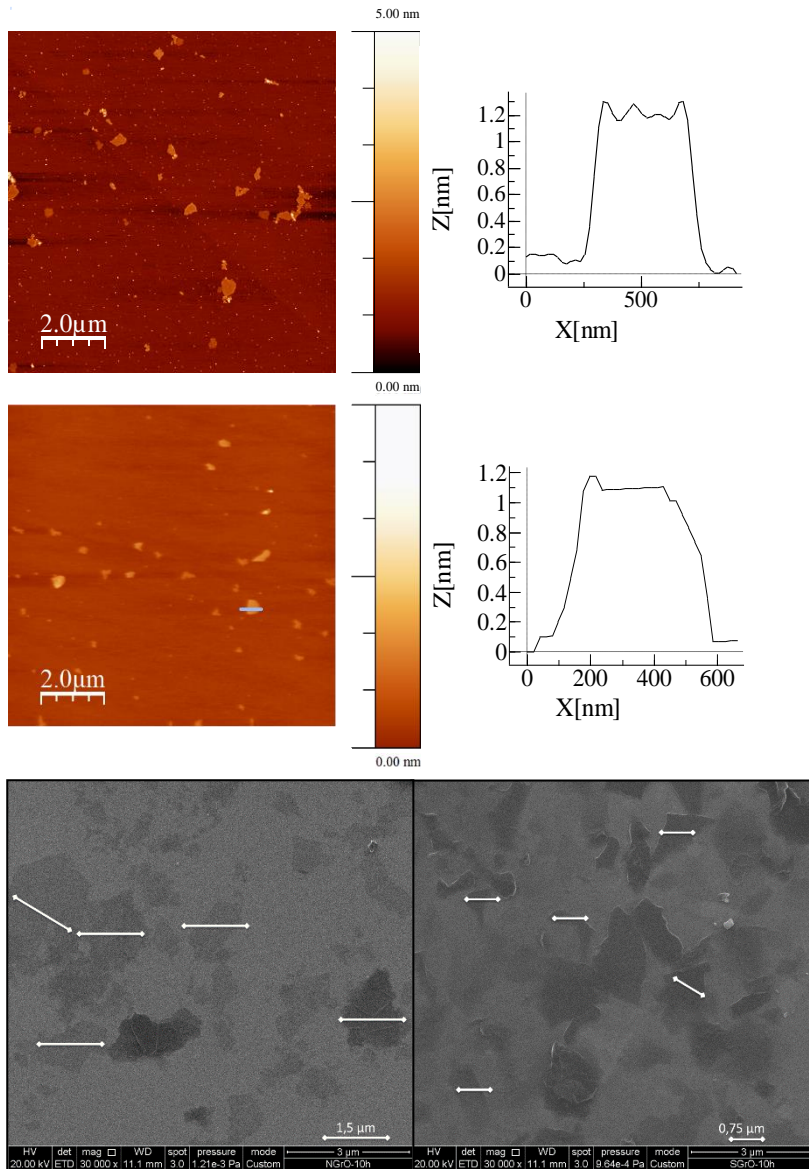 5.00 nm
2.0µm
0.00 nm
Z[nm]
1.2
1
0.8
0.6
0.4
0.2
0
0
500
X[nm]
2.0µm
0.00 nm
Z[nm]
1.2
1
0.8
0.6
0.4
0.2
0
0
200
400
600
X[nm]
1,5 µm
HV det mag WD spot pressure mode 3 µm
20.00 kV ETD 30 000 x 11.1 mm 3.0 1.21e-3 Pa Custom NGrO-10h
0,75 µm
HV det mag WD spot pressure mode 3 µm
20.00 kV ETD 30 000 x 11.1 mm 3.0 9.64e-4 Pa Custom SGrO-10h